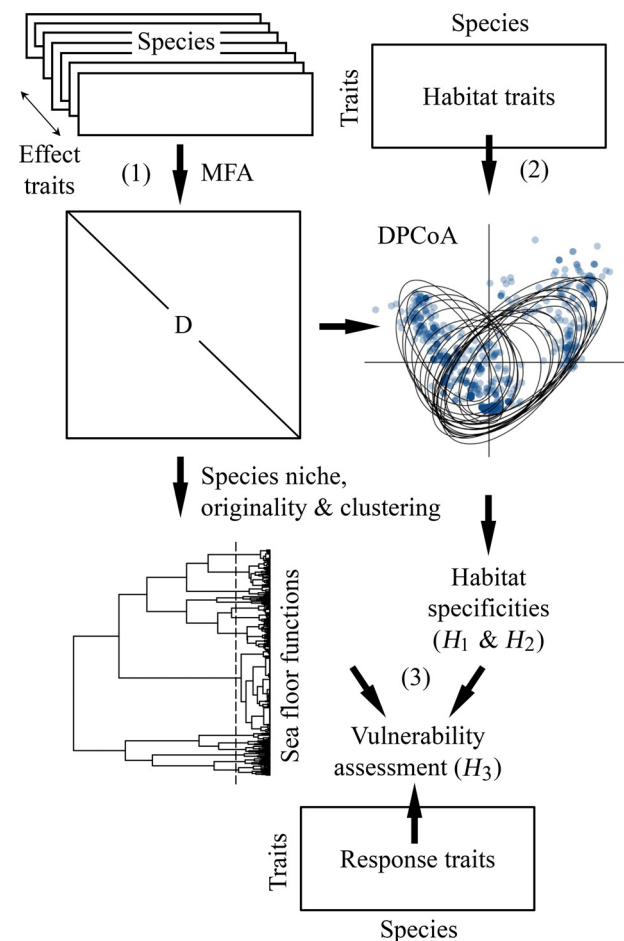 Species
Effect
traits
(1)
MFA
Species
Traits
Habitat traits
(2)
D
DPCoA
Species niche,
originality & clustering
Sea floor functions
Habitat
specificities
(H1 & H2)
(3)
Vulnerability
assessment (H3)
Traits
Response traits
Species